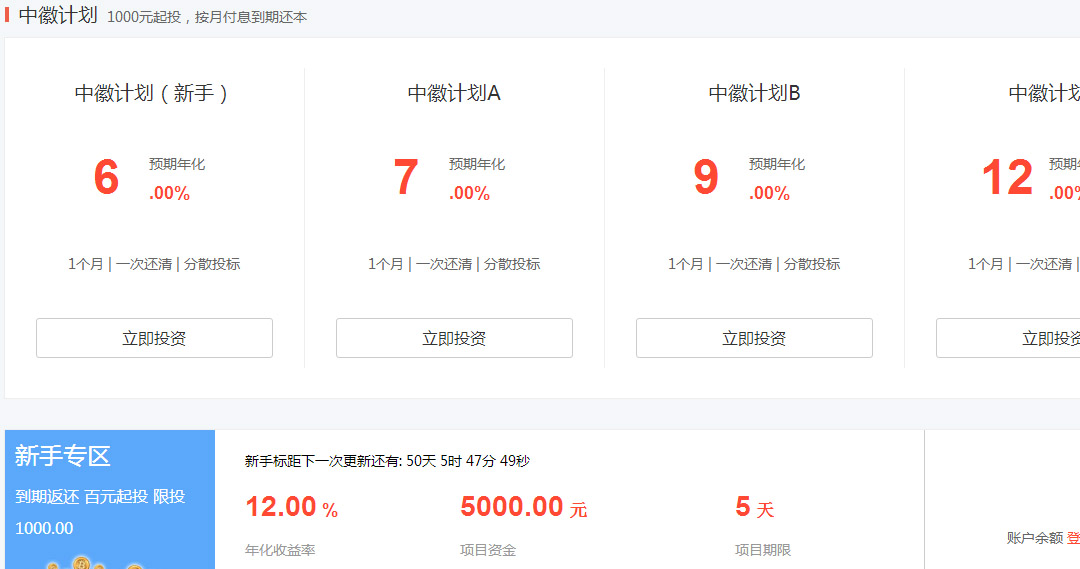 中徽计划 1000元起投，按月付息到期还本
中徽计划（新手） 中徽计划A 中徽计划B 中徽计划
6 预期年化 7 预期年化 9 预期年化 12 预期年
.00% .00% .00% .00%
1个月 | 一次还清 | 分散投标 1个月 | 一次还清 | 分散投标 1个月 | 一次还清 | 分散投标 1个月 | 一次还清 |
立即投资 立即投资 立即投资 立即投资
新手专区
到期返还 百元起投 限投
1000.00
新手标距下一次更新还有: 50天 5时 47分 49秒
12.00 % 5000.00 元 5 天
年化收益率 项目资金 项目期限
账户余额 登